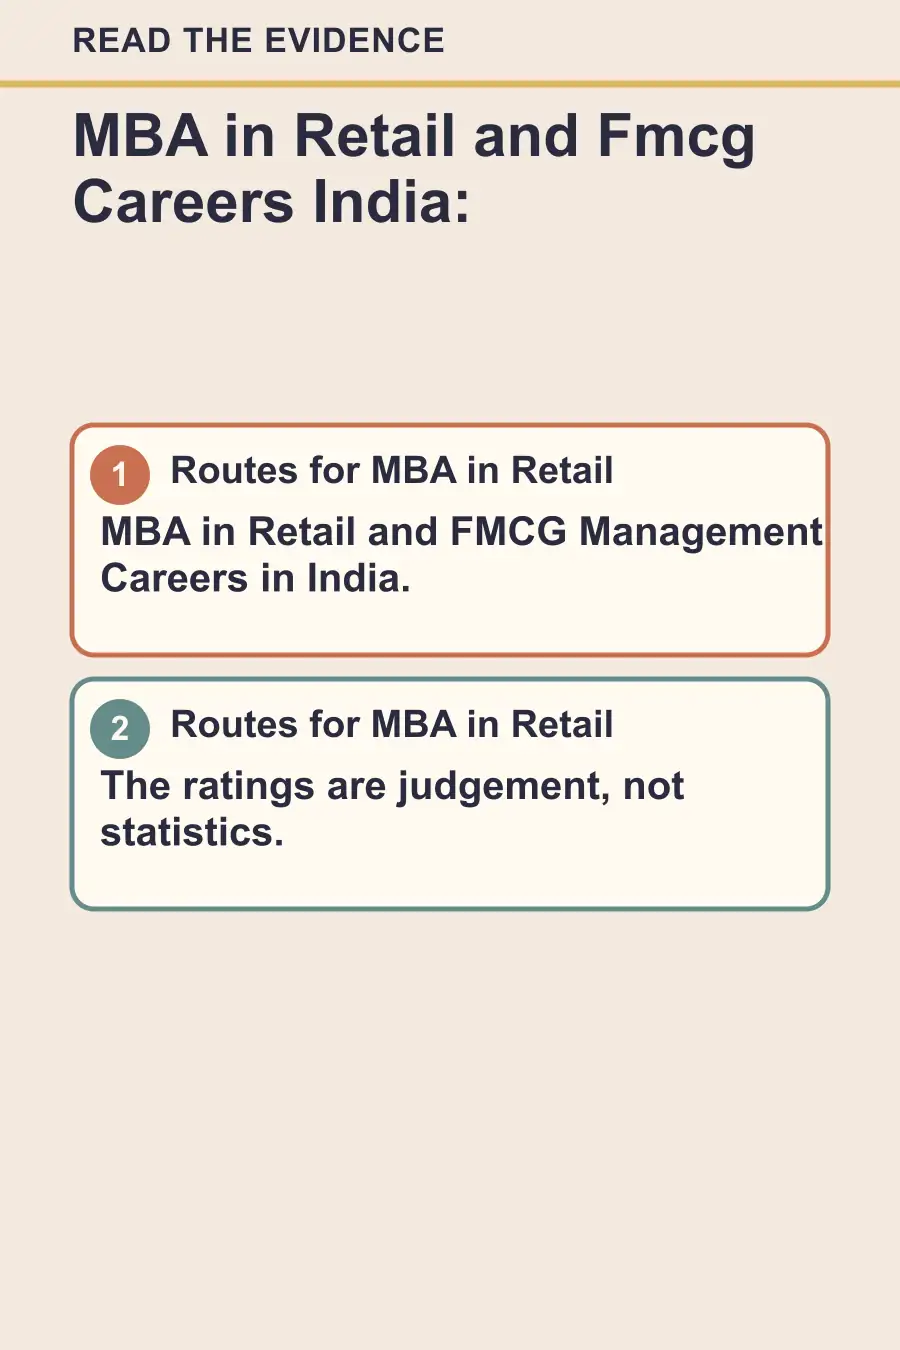 READ THE EVIDENCE
MBA in Retail and Fmcg
Careers India:
1 Routes for MBA in Retail
MBA in Retail and FMCG Management
Careers in India.
2 Routes for MBA in Retail
The ratings are judgement, not
statistics.